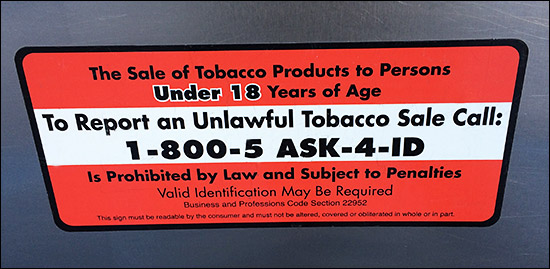 The Sale of Tobacco Products to Persons
Under 18 Years of Age
To Report an Unlawful Tobacco Sale Call:
1-800-5 ASK-4-ID
Is Prohibited by Law and Subject to Penalties
Valid Identification May Be Required
Business and Professions Code Section 22952
This sign must be readable by the consumer and must not be altered, covered or obliterated in whole or in part.